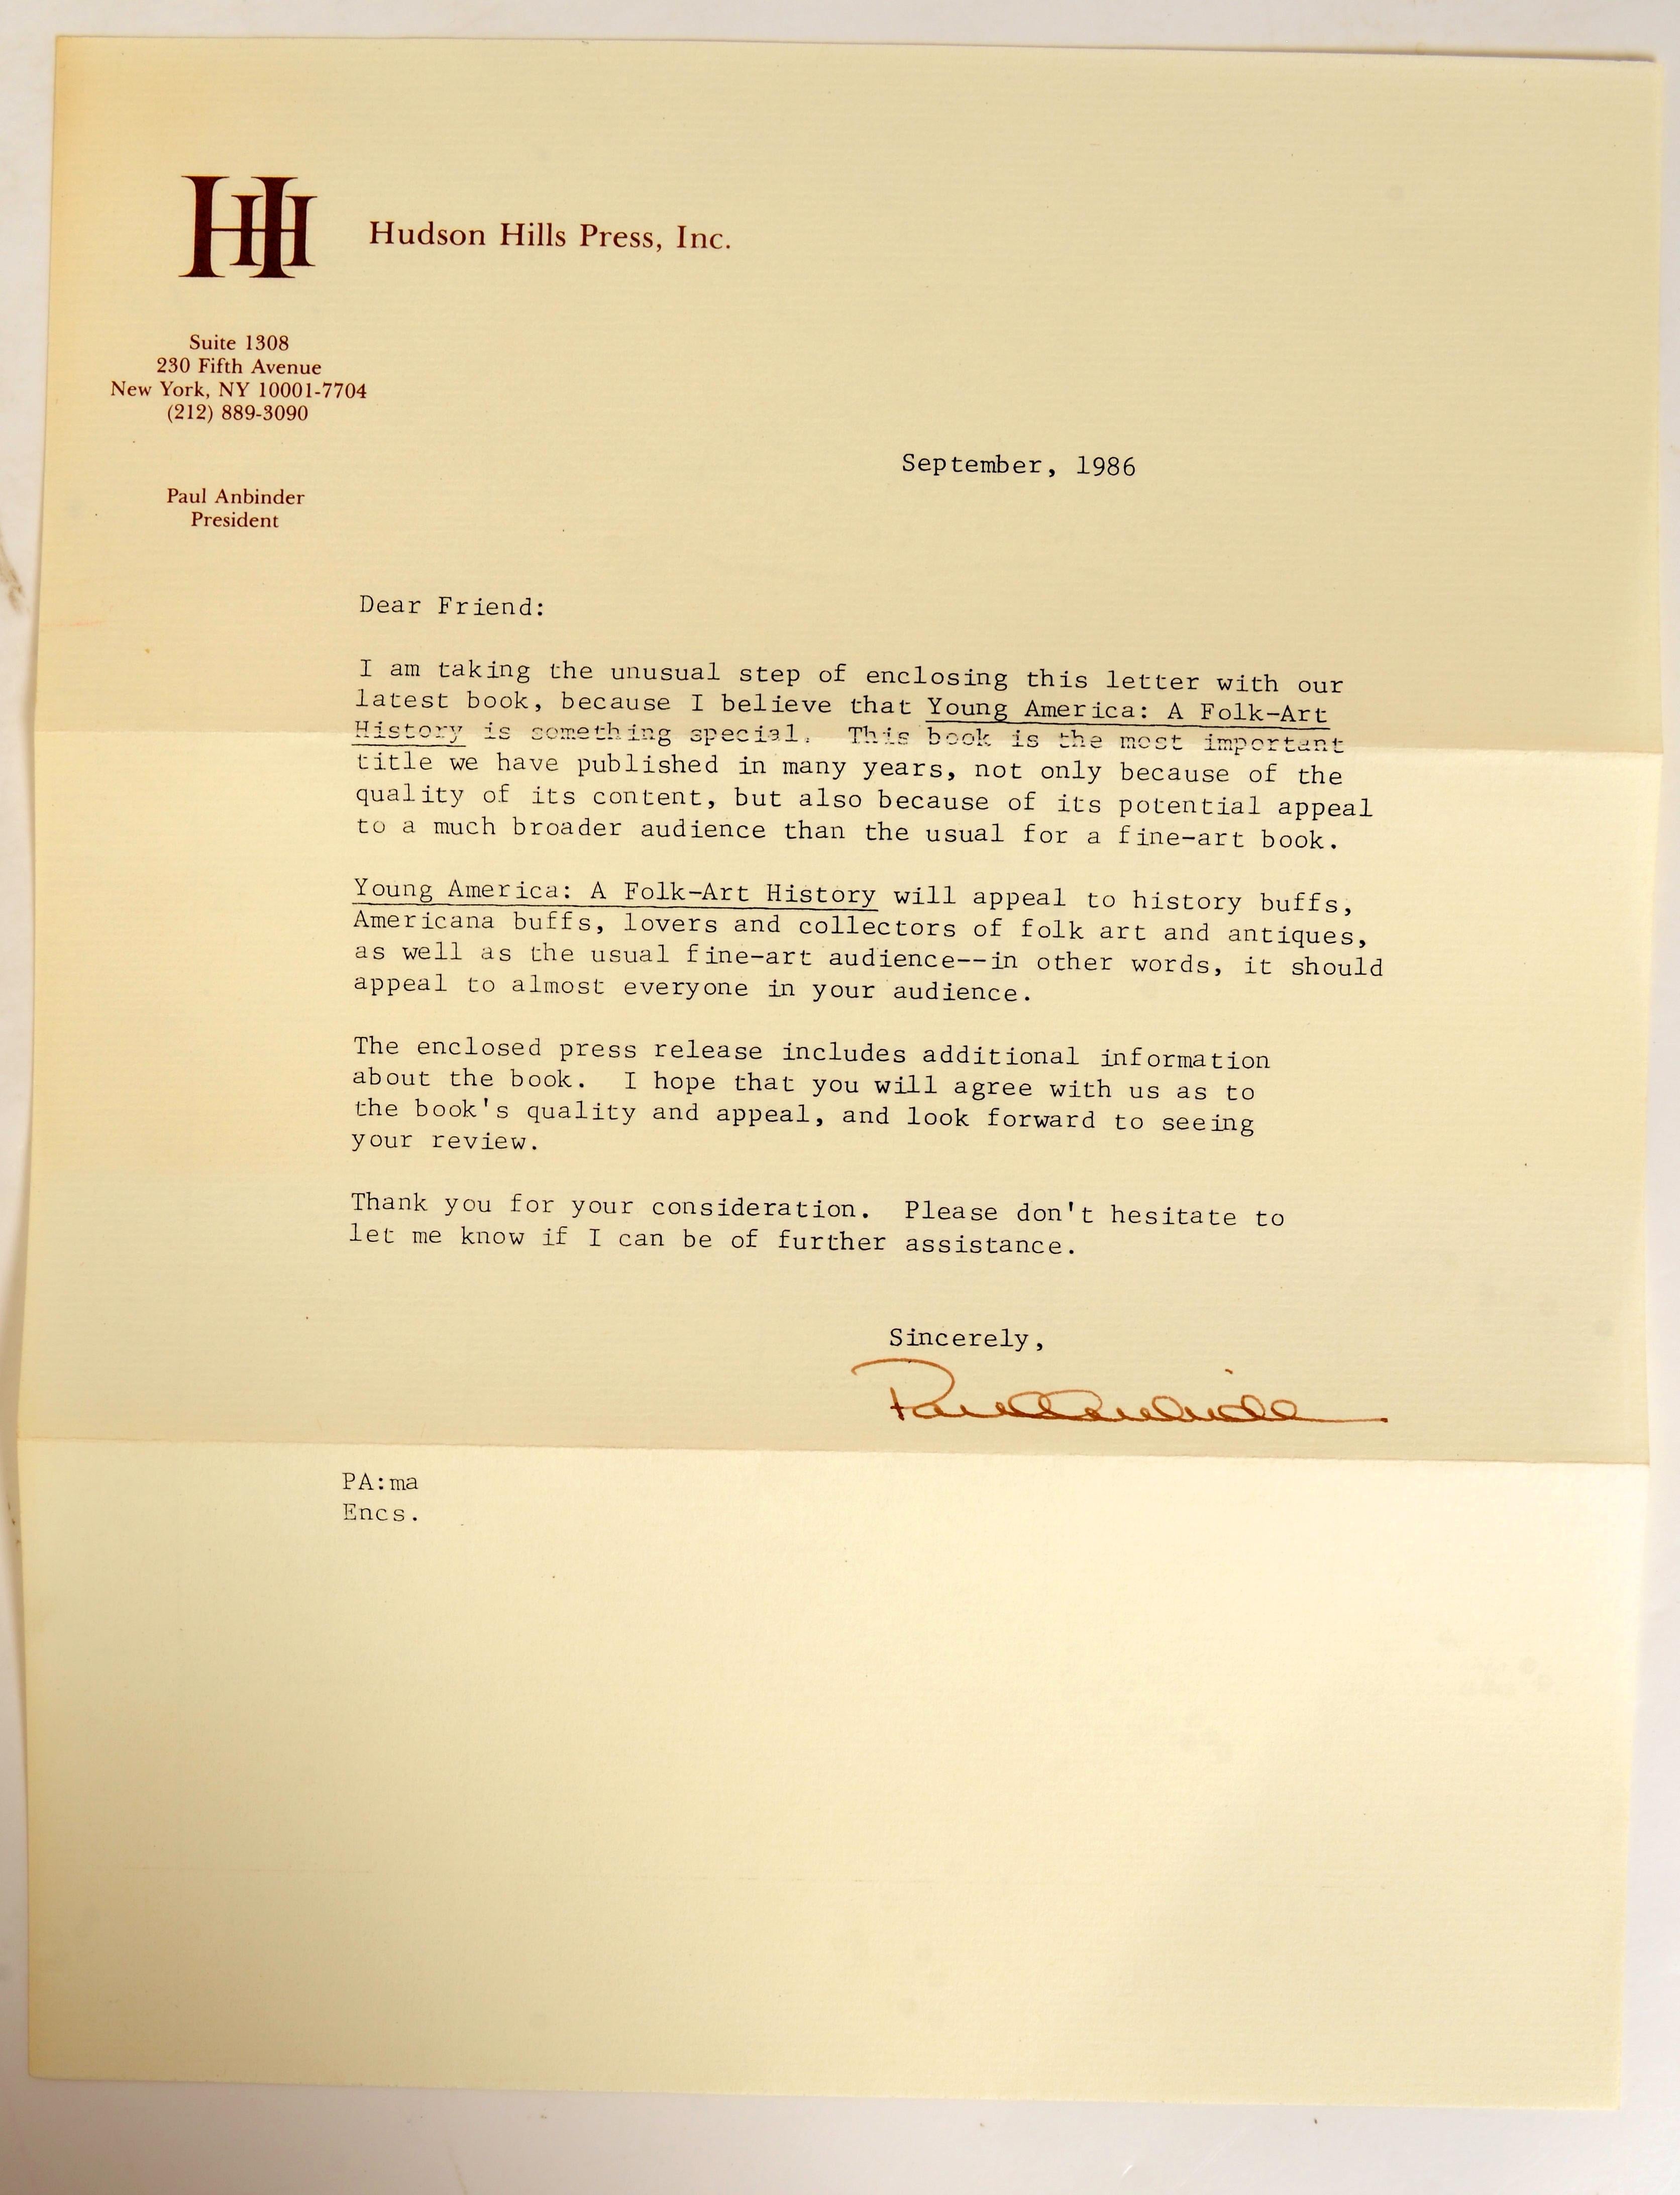 HH
Hudson Hills Press, Inc.
Suite 1308
230 Fifth Avenue
New York, NY 10001-7704
(212) 889-3090
September, 1986
Paul Anbinder
President
Dear Friend:
I am taking the unusual step of enclosing this letter with our
latest book, because I believe that Young America: A Folk-Art
History is something special. This book is the most important
title we have published in many years, not only because of the
quality of its content, but also because of its potential appeal
to a much broader audience than the usual for a fine-art book.
Young America: A Folk-Art History will appeal to history buffs,
Americana buffs, lovers and collectors of folk art and antiques,
as well as the usual fine-art audience--in other words, it should
appeal to almost everyone in your audience.
The enclosed press release includes additional information
about the book. I hope that you will agree with us as to
the book's quality and appeal, and look forward to seeing
your review.
Thank you for your consideration. Please don't hesitate to
let me know if I can be of further assistance.
Sincerely,
Paul Anbinder
PA:ma
Encs.